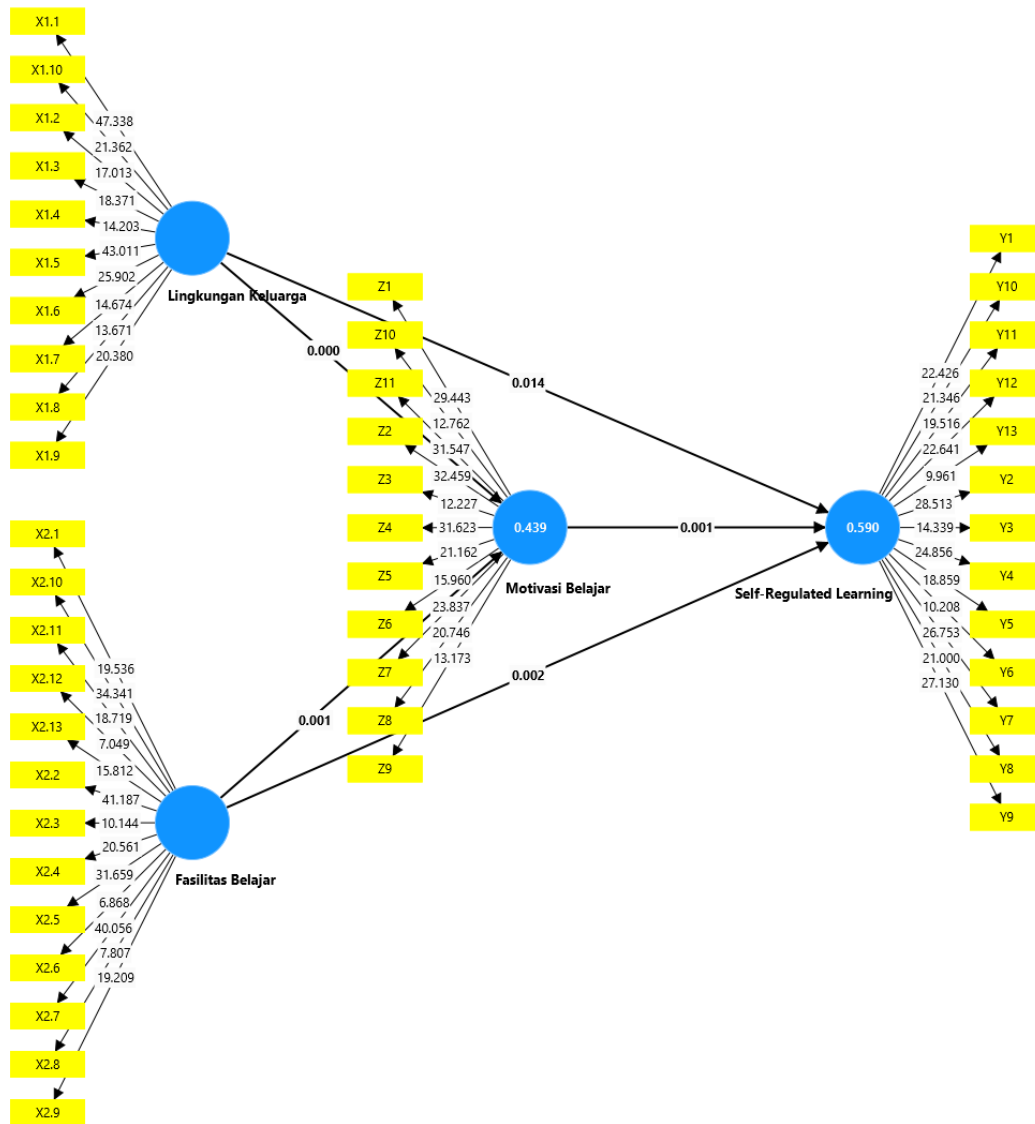 X1.1
X1.10
X1.2
X1.3
X1.4
X1.5
X1.6
X1.7
X1.8
X1.9
47.338
21.362
17.013
18.371
14.203
43.011
25.902
14.674
13.671
20.380
Lingkungan Keluarga
X2.1
X2.10
X2.11
X2.12
X2.13
X2.2
X2.3
X2.4
X2.5
X2.6
X2.7
X2.8
X2.9
19.536
34.341
18.719
7.049
15.812
41.187
10.144
20.561
31.659
6.868
40.056
7.807
19.209
Fasilitas Belajar
0.000
0.014
0.001
0.002
0.001
Z1
Z10
Z11
Z2
Z3
Z4
Z5
Z6
Z7
Z8
Z9
29.443
12.762
31.547
32.459
12.227
31.623
21.162
15.960
23.837
20.746
13.173
0.439
Motivasi Belajar
0.590
Self-Regulated Learning
22.426
21.346
19.516
22.641
9.961
28.513
14.339
24.856
18.859
10.208
26.753
21.000
27.130
Y1
Y10
Y11
Y12
Y13
Y2
Y3
Y4
Y5
Y6
Y7
Y8
Y9